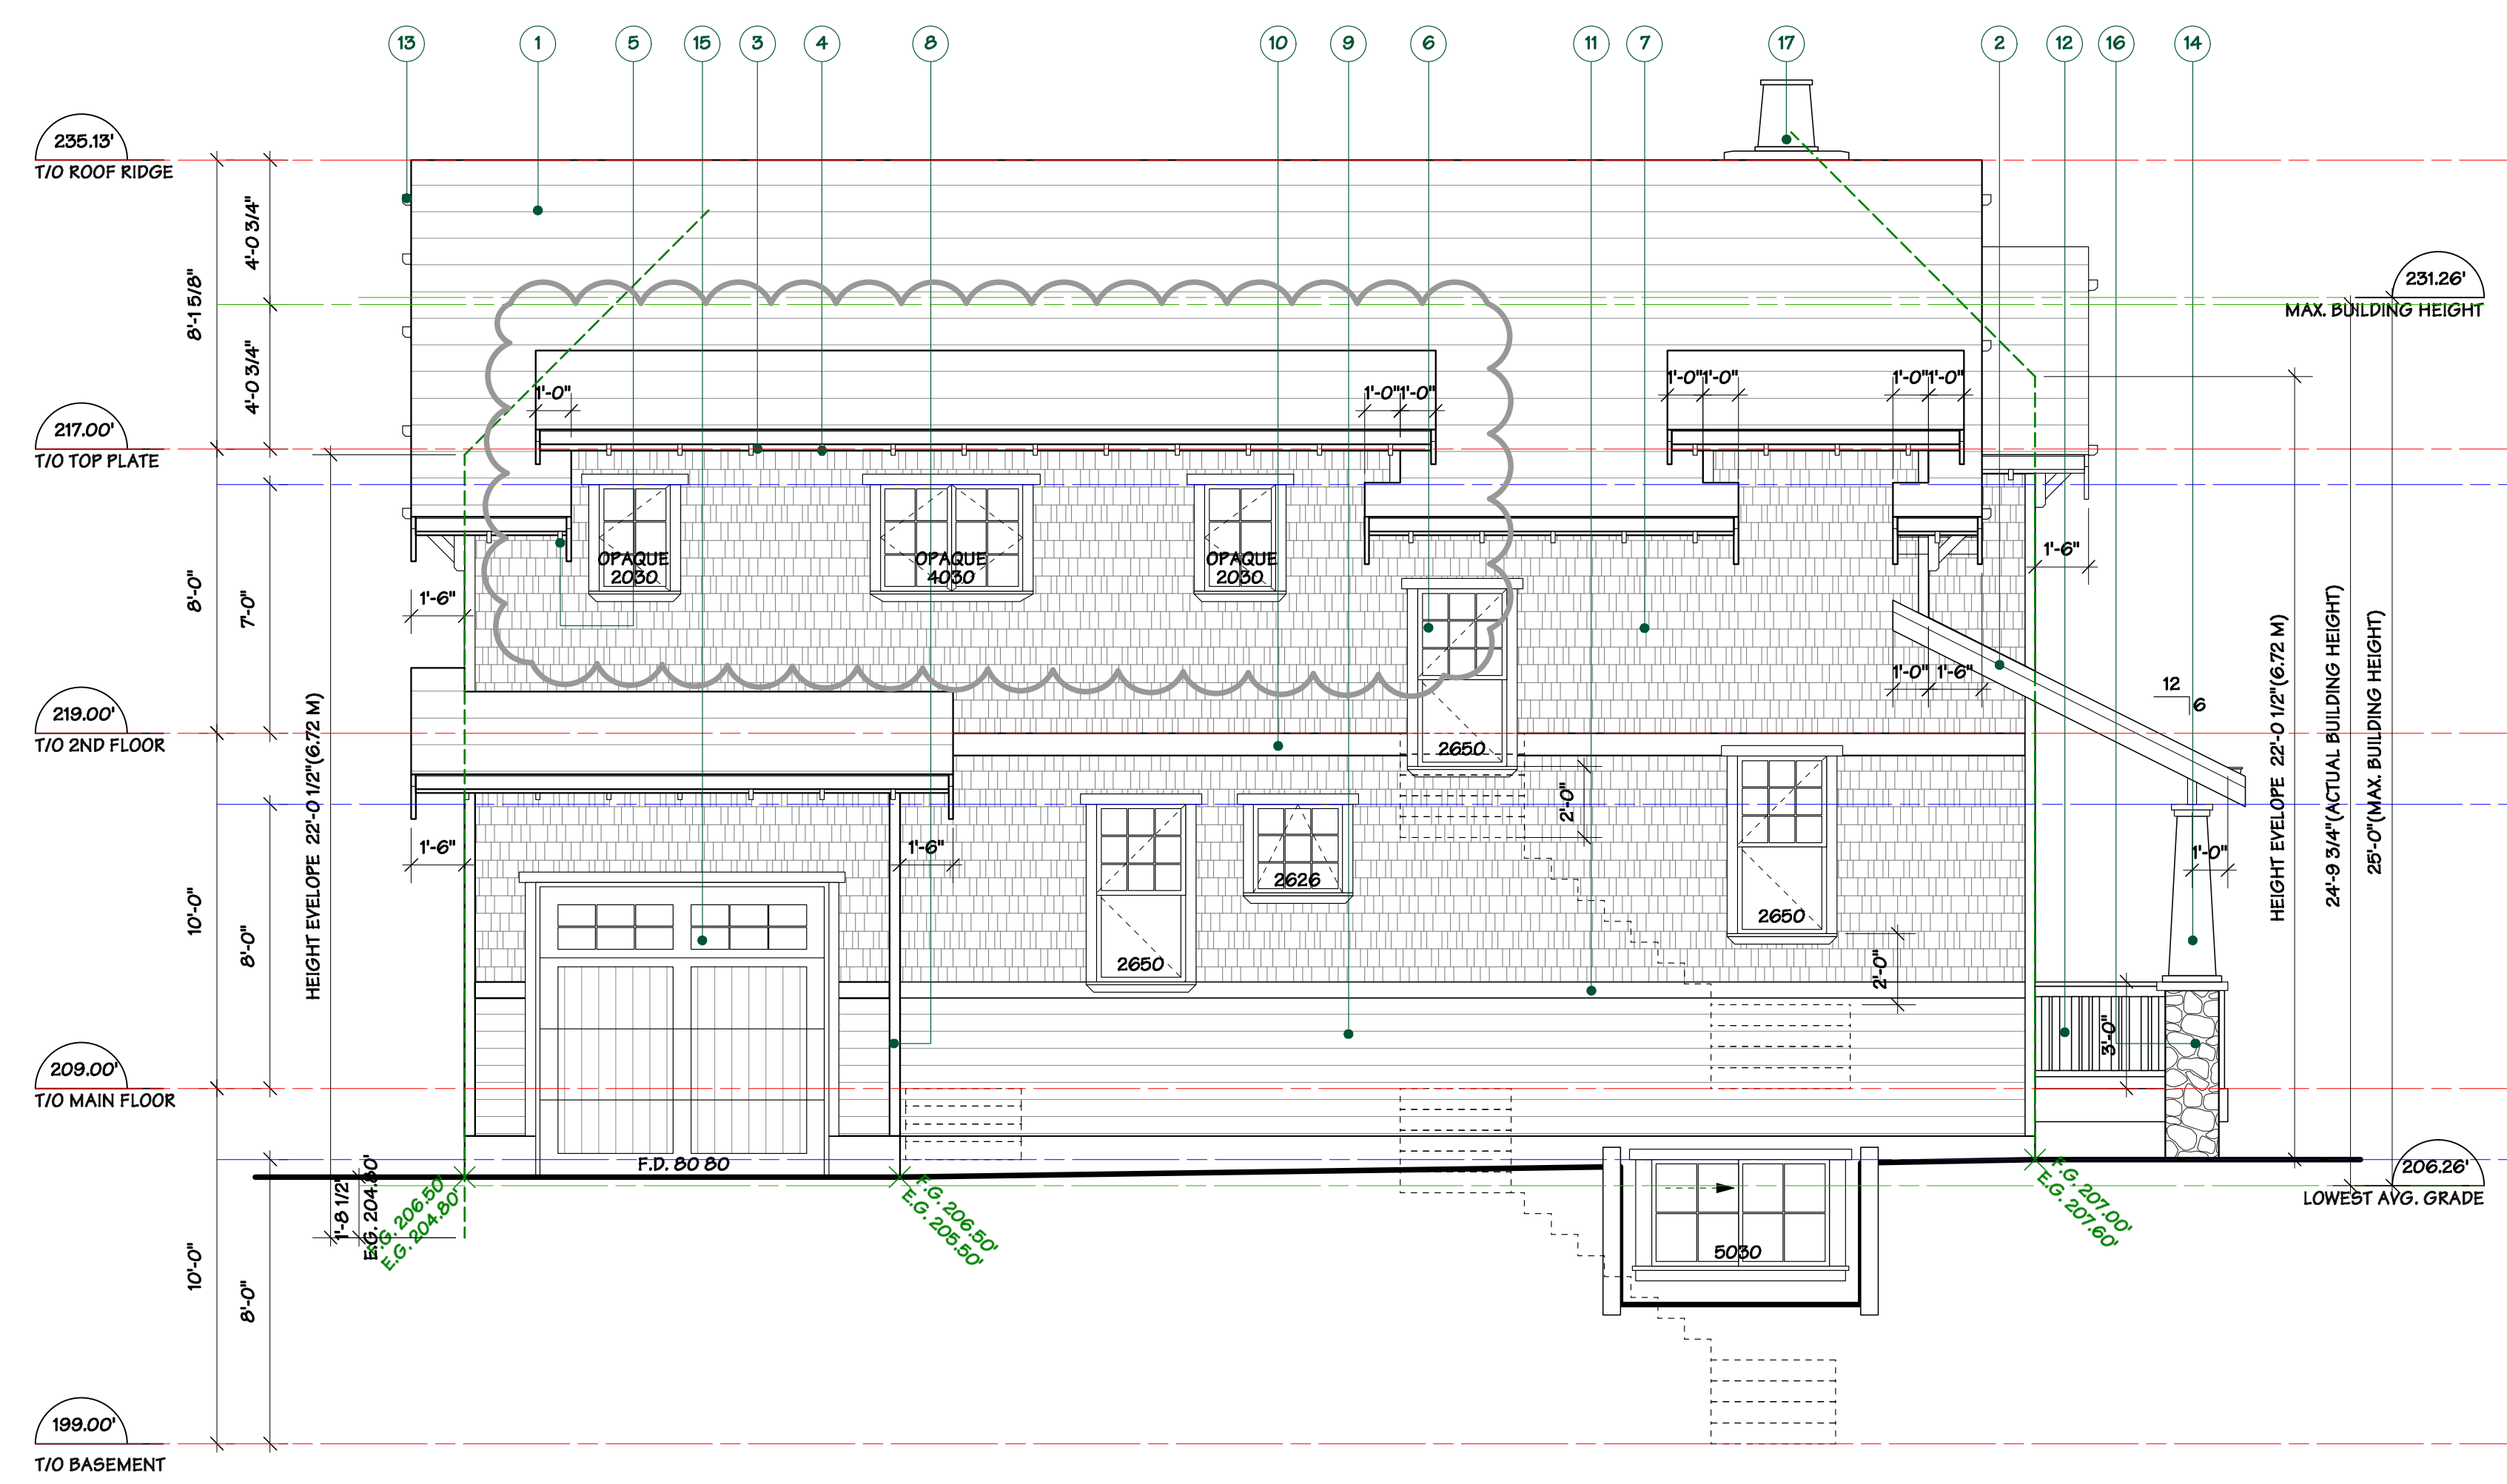 13 1 5 15 3 4 8 10 9 6 11 7 17 2 12 16 14
235.13'
T/O ROOF RIDGE
4'-0 3/4"
8'-1 5/8"
4'-0 3/4"
231.26'
MAX. BUILDING HEIGHT
217.00'
T/O TOP PLATE
1'-0"
1'-0" 1'-0"
1'-0" 1'-0"
1'-0" 1'-0"
OPAQUE
2030
OPAQUE
4030
OPAQUE
2030
1'-6"
1'-6"
8'-0"
7'-0"
1'-0" 1'-6"
12
6
219.00'
T/O 2ND FLOOR
2650
2'-0"
HEIGHT EVELOPE 22'-0 1/2"(6.72 M)
HEIGHT EVELOPE 22'-0 1/2"(6.72 M)
24'-9 3/4"(ACTUAL BUILDING HEIGHT)
25'-0"(MAX. BUILDING HEIGHT)
1'-6"
1'-6"
1'-0"
2626
2650
2650
2'-0"
10'-0"
8'-0"
3'-0"
209.00'
T/O MAIN FLOOR
F.D. 80 80
1'-8 1/2"
E.G. 204.80'
F.G. 206.50'
E.G. 204.80'
F.G. 206.50'
E.G. 205.50'
F.G. 207.00'
E.G. 207.60'
206.26'
LOWEST AVG. GRADE
5030
10'-0"
8'-0"
199.00'
T/O BASEMENT